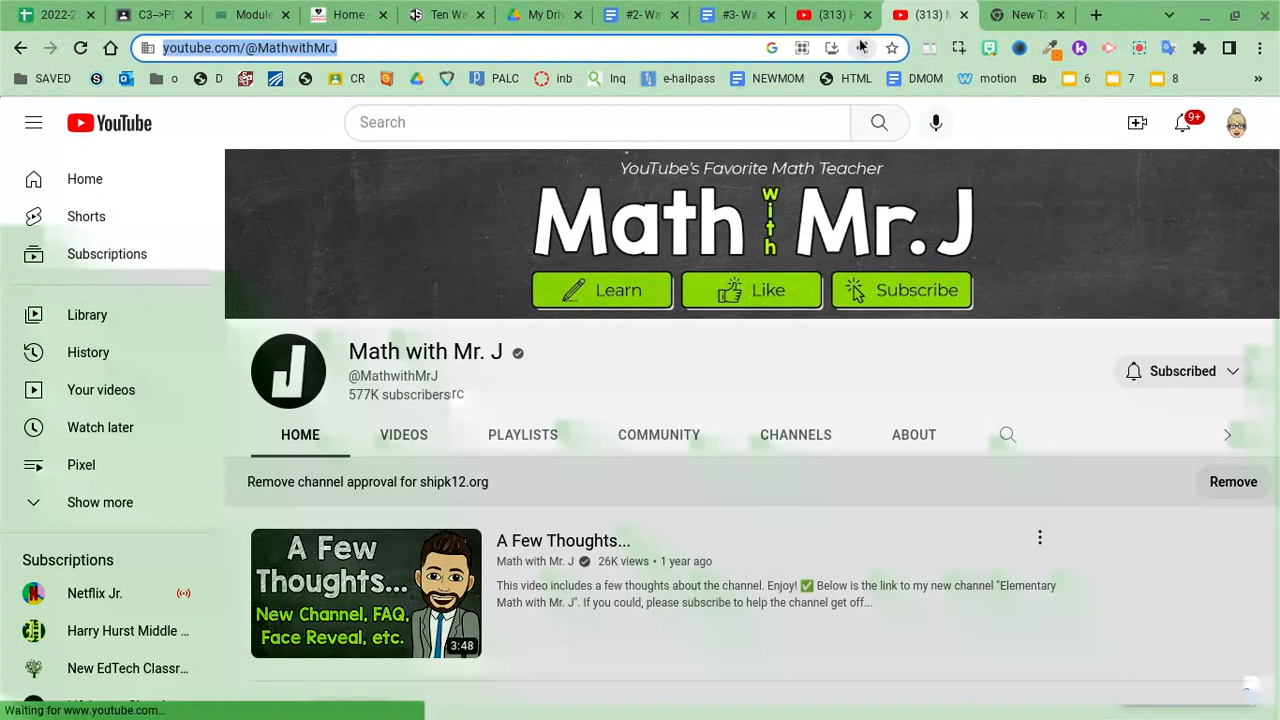 2022-2
C3-->PI
Module
Home -
Ten Wa
My Driv
#2- Wa
#3- Wa
(313) H
(313) M
New Ta
youtube.com/@MathwithMrJ
SAVED
o
D
CR
PALC
inb
Inq
e-hallpass
NEWMOM
HTML
DMOM
motion
Bb
6
7
8
»
YouTube
Search
9+
Home
Shorts
Subscriptions
Library
History
Your videos
Watch later
Pixel
Show more
Subscriptions
Netflix Jr.
Harry Hurst Middle ...
New EdTech Classr...
YouTube's Favorite Math Teacher
Math with Mr.J
Learn
Like
Subscribe
J
Math with Mr. J
@MathwithMrJ
577K subscribers
Subscribed
HOME
VIDEOS
PLAYLISTS
COMMUNITY
CHANNELS
ABOUT
Remove channel approval for shipk12.org
Remove
A Few
Thoughts...
New Channel, FAQ,
Face Reveal, etc.
3:48
A Few Thoughts...
Math with Mr. J 26K views • 1 year ago
This video includes a few thoughts about the channel. Enjoy! ✅ Below is the link to my new channel "Elementary
Math with Mr. J". If you could, please subscribe to help the channel get off...
Waiting for www.youtube.com...